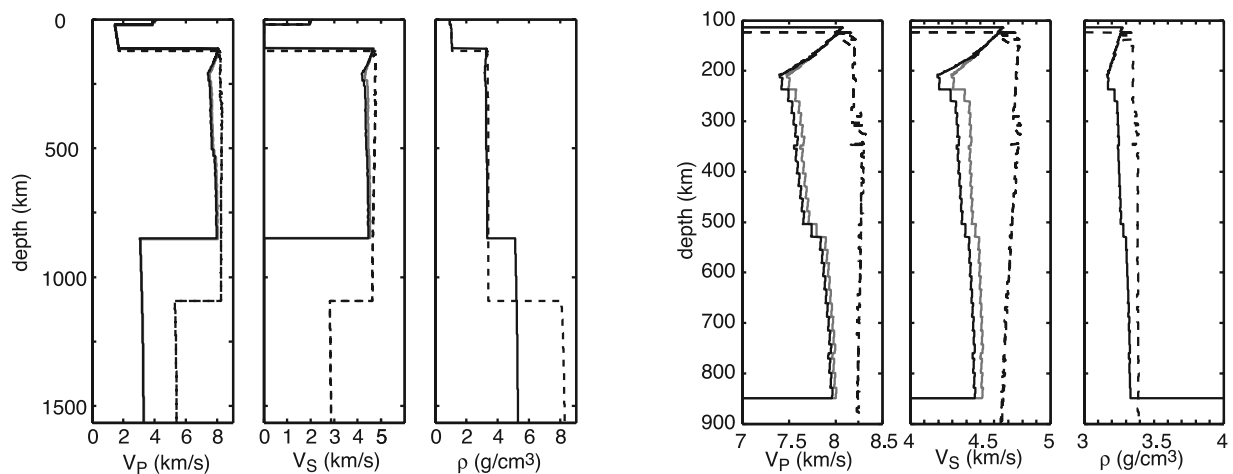 0
500
1000
1500
depth (km)
0 2 4 6 8
V_P (km/s)
0 1 2 3 4 5
V_S (km/s)
0 2 4 6 8
ρ (g/cm³)
100
200
300
400
500
600
700
800
900
depth (km)
7 7.5 8 8.5
V_P (km/s)
4 4.5 5
V_S (km/s)
3 3.5 4
ρ (g/cm³)